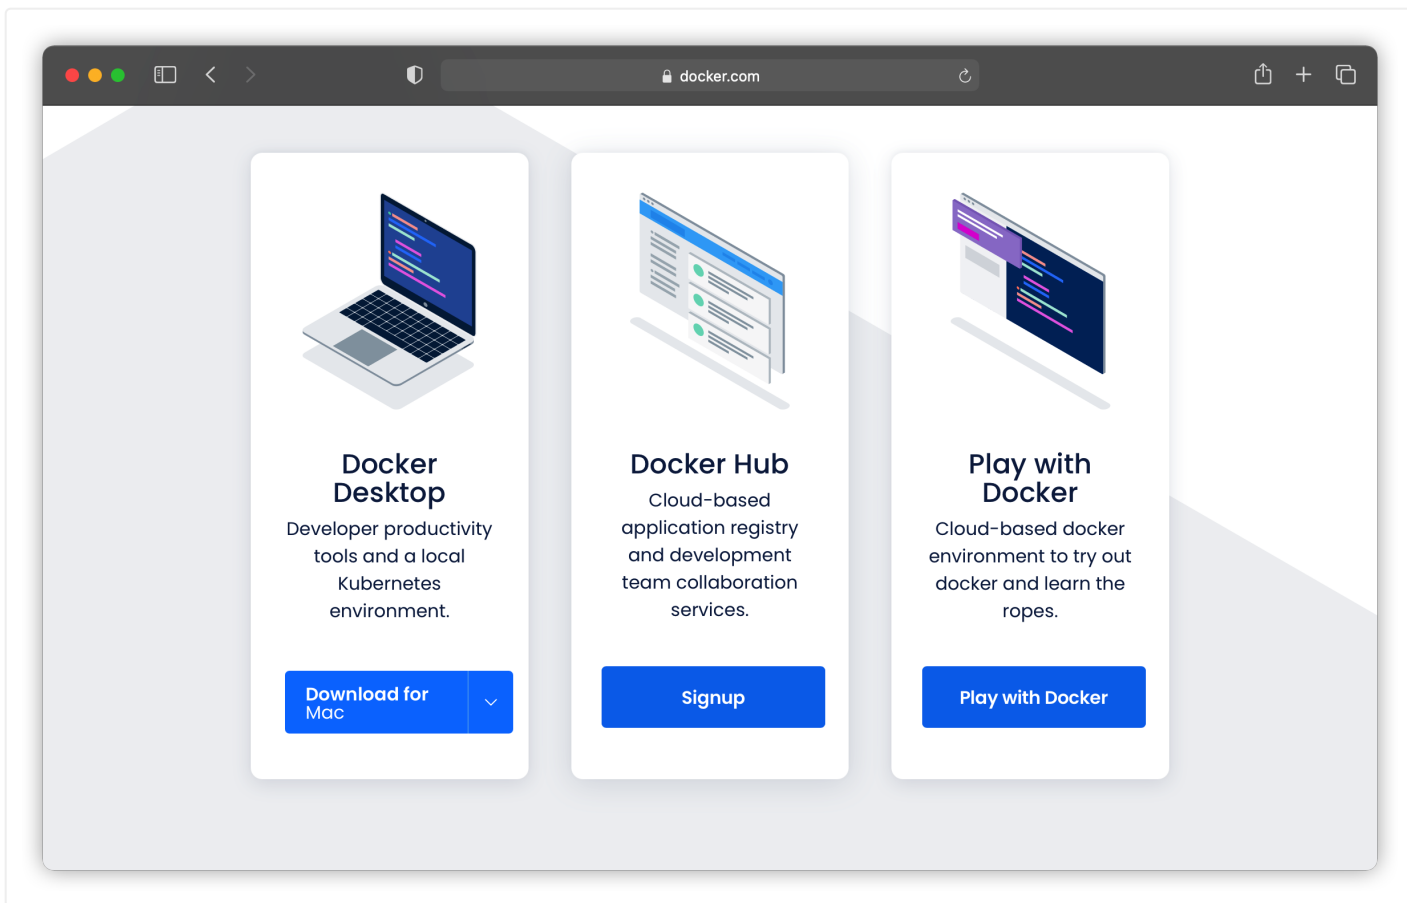 docker.com
Docker
Desktop
Developer productivity
tools and a local
Kubernetes
environment.
Download for
Mac
Docker Hub
Cloud-based
application registry
and development
team collaboration
services.
Signup
Play with
Docker
Cloud-based docker
environment to try out
docker and learn the
ropes.
Play with Docker